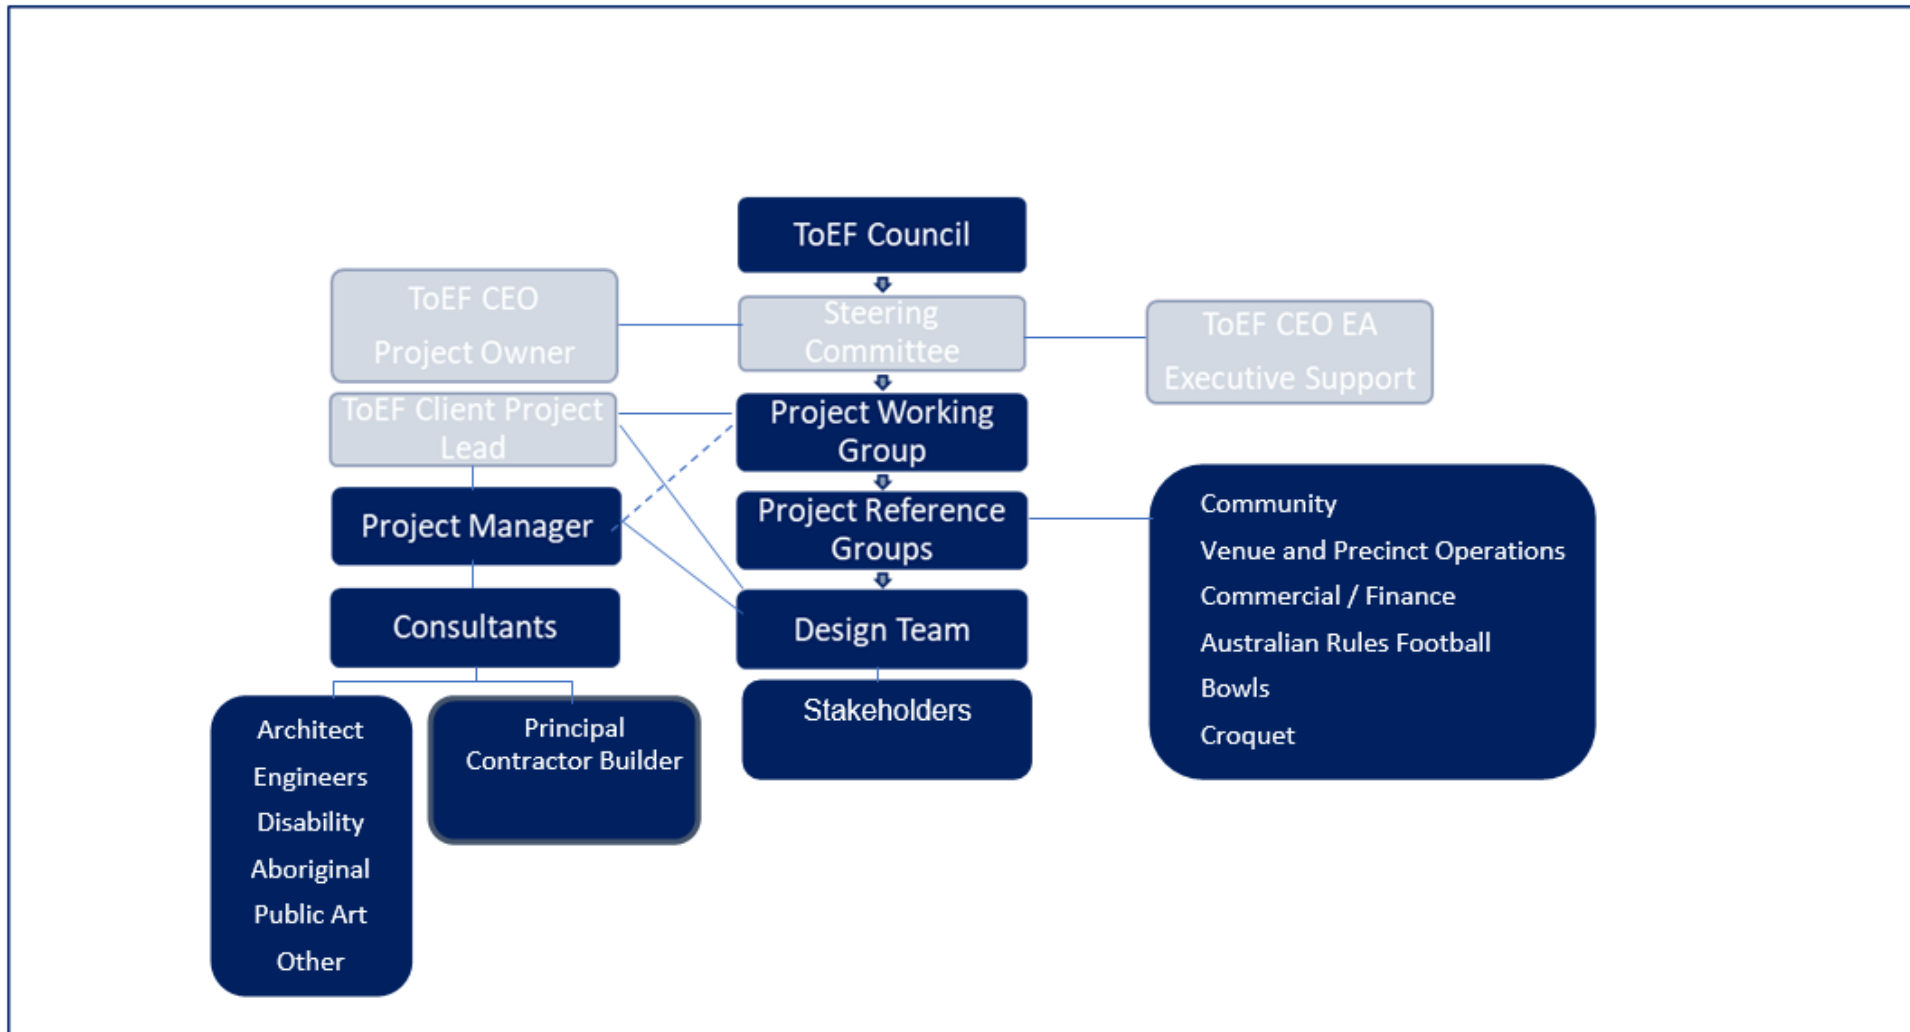 ToEF Council
ToEF CEO
Project Owner
Steering
Committee
ToEF CEO EA
Executive Support
ToEF Client Project
Lead
Project Working
Group
Project Manager
Project Reference
Groups
Community
Venue and Precinct Operations
Commercial / Finance
Australian Rules Football
Bowls
Croquet
Consultants
Design Team
Architect
Engineers
Disability
Aboriginal
Public Art
Other
Principal
Contractor Builder
Stakeholders